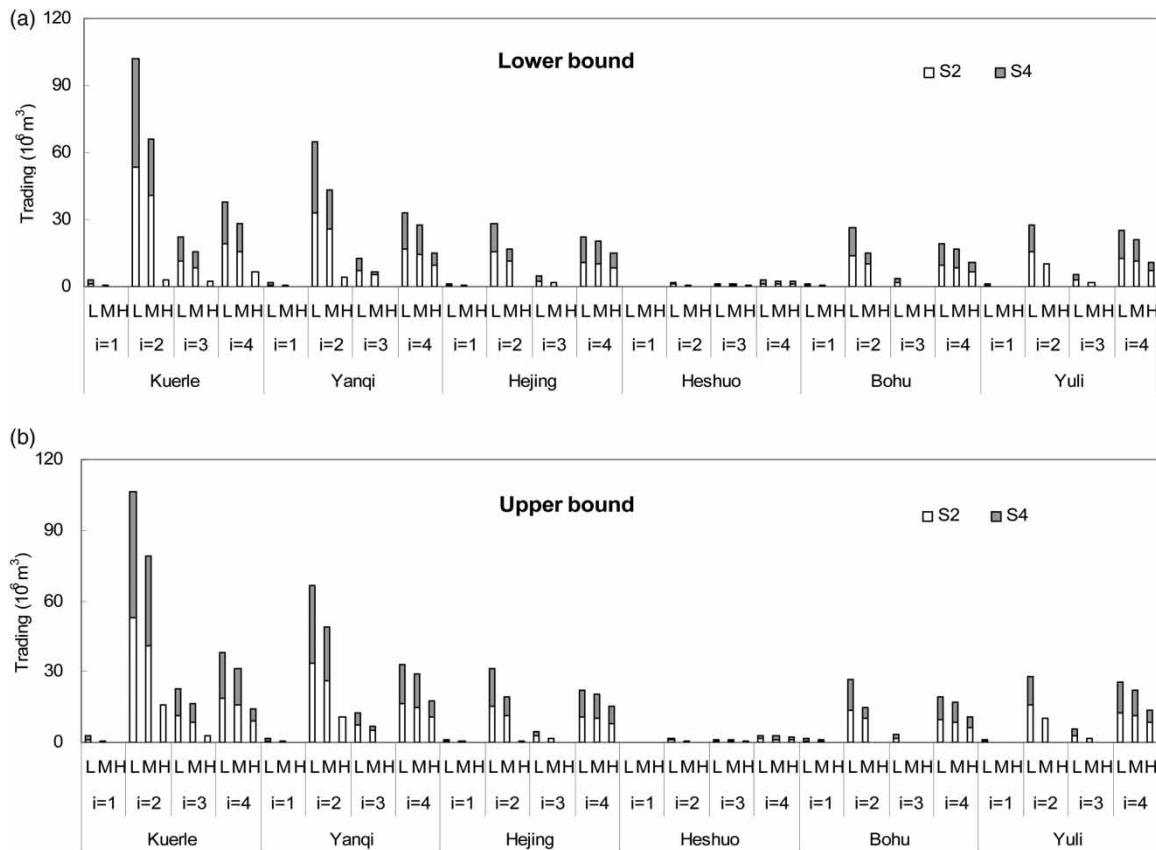 (a)
120
Lower bound
S2 S4
90
60
30
0
Trading (10⁶ m³)
L M H L M H L M H L M H L M H L M H L M H L M H L M H L M H L M H L M H L M H L M H L M H L M H L M H L M H L M H L M H L M H L M H L M H L M H
i=1 i=2 i=3 i=4 i=1 i=2 i=3 i=4 i=1 i=2 i=3 i=4 i=1 i=2 i=3 i=4 i=1 i=2 i=3 i=4 i=1 i=2 i=3 i=4
Kuerle Yanqi Hejing Heshuo Bohu Yuli
(b)
120
Upper bound
S2 S4
90
60
30
0
Trading (10⁶ m³)
L M H L M H L M H L M H L M H L M H L M H L M H L M H L M H L M H L M H L M H L M H L M H L M H L M H L M H L M H L M H L M H L M H L M H L M H
i=1 i=2 i=3 i=4 i=1 i=2 i=3 i=4 i=1 i=2 i=3 i=4 i=1 i=2 i=3 i=4 i=1 i=2 i=3 i=4 i=1 i=2 i=3 i=4
Kuerle Yanqi Hejing Heshuo Bohu Yuli